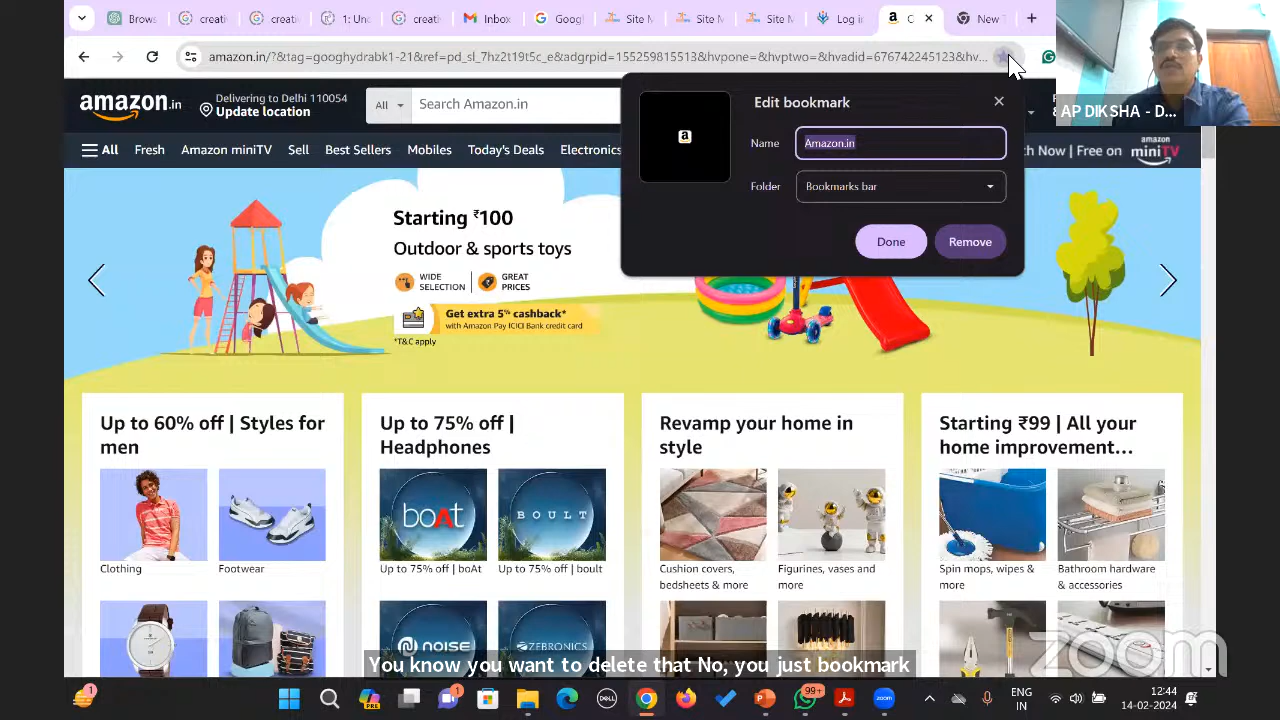 Brows
creati
creati
1: Und
creati
Inbox
Googl
Site M
Site M
Site M
Log in
New T
amazon.in/?&tag=googhydrabk1-21&ref=pd_sl_7hz2t19t5c_e&adgrpid=155259815513&hvpone=&hvptwo=&hvadid=676742245123&hv...
AP DIKSHA - D...
amazon.in
Delivering to Delhi 110054
Update location
All
Search Amazon.in
Edit bookmark
Name
Amazon.in
Folder
Bookmarks bar
Done
Remove
All
Fresh
Amazon miniTV
Sell
Best Sellers
Mobiles
Today's Deals
Electronics
ch Now | Free on
amazon
miniTV
Starting ₹100
Outdoor & sports toys
WIDE
SELECTION
GREAT
PRICES
Get extra 5% cashback*
with Amazon Pay ICICI Bank credit card
*T&C apply
Up to 60% off | Styles for
men
Clothing
Footwear
Up to 75% off |
Headphones
boAt
BOULT
Up to 75% off | boAt
Up to 75% off | boult
NOISE
ZEBRONICS
Revamp your home in
style
Cushion covers,
bedsheets & more
Figurines, vases and
more
Starting ₹99 | All your
home improvement...
Spin mops, wipes &
more
Bathroom hardware
& accessories
You know you want to delete that No, you just bookmark
zoom
1
PRE
1
DELL
99+
zoom
ENG
IN
12:44
14-02-2024